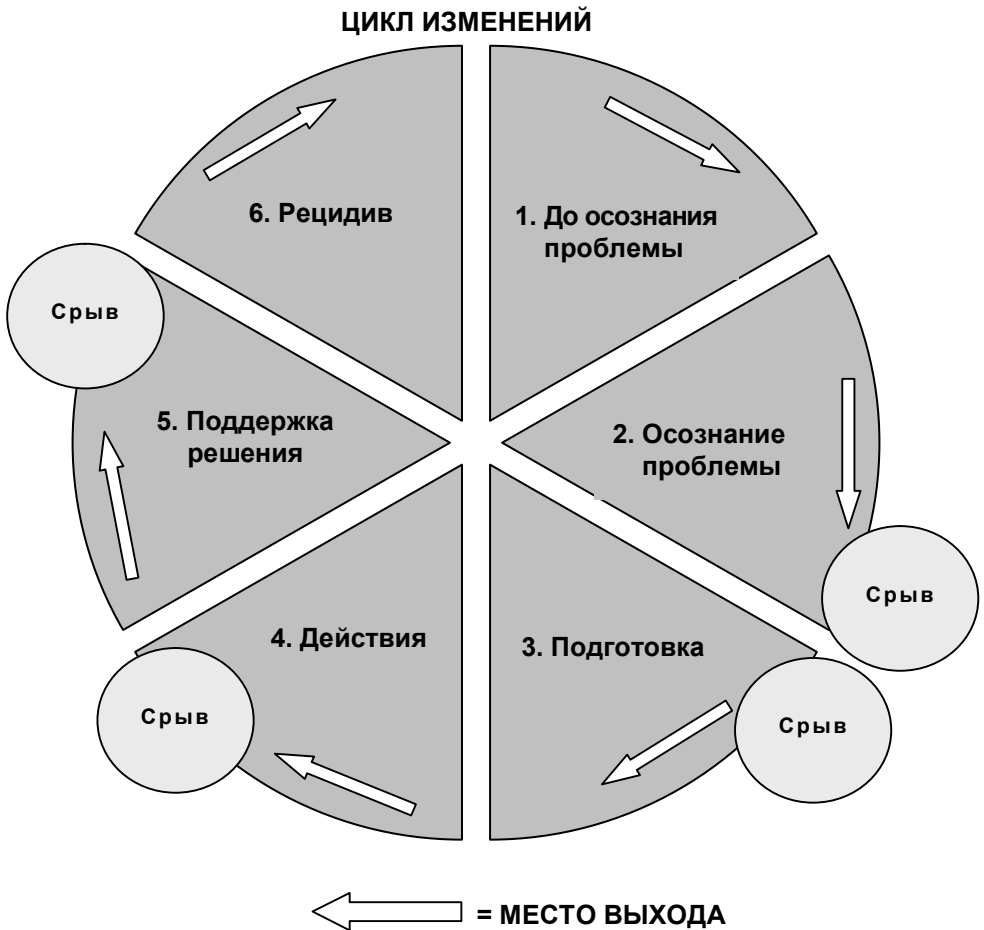 ЦИКЛ ИЗМЕНЕНИЙ
6. Рецидив
1. До осознания
проблемы
Срыв
5. Поддержка
решения
2. Осознание
проблемы
Срыв
4. Действия
3. Подготовка
Срыв
Срыв
= МЕСТО ВЫХОДА